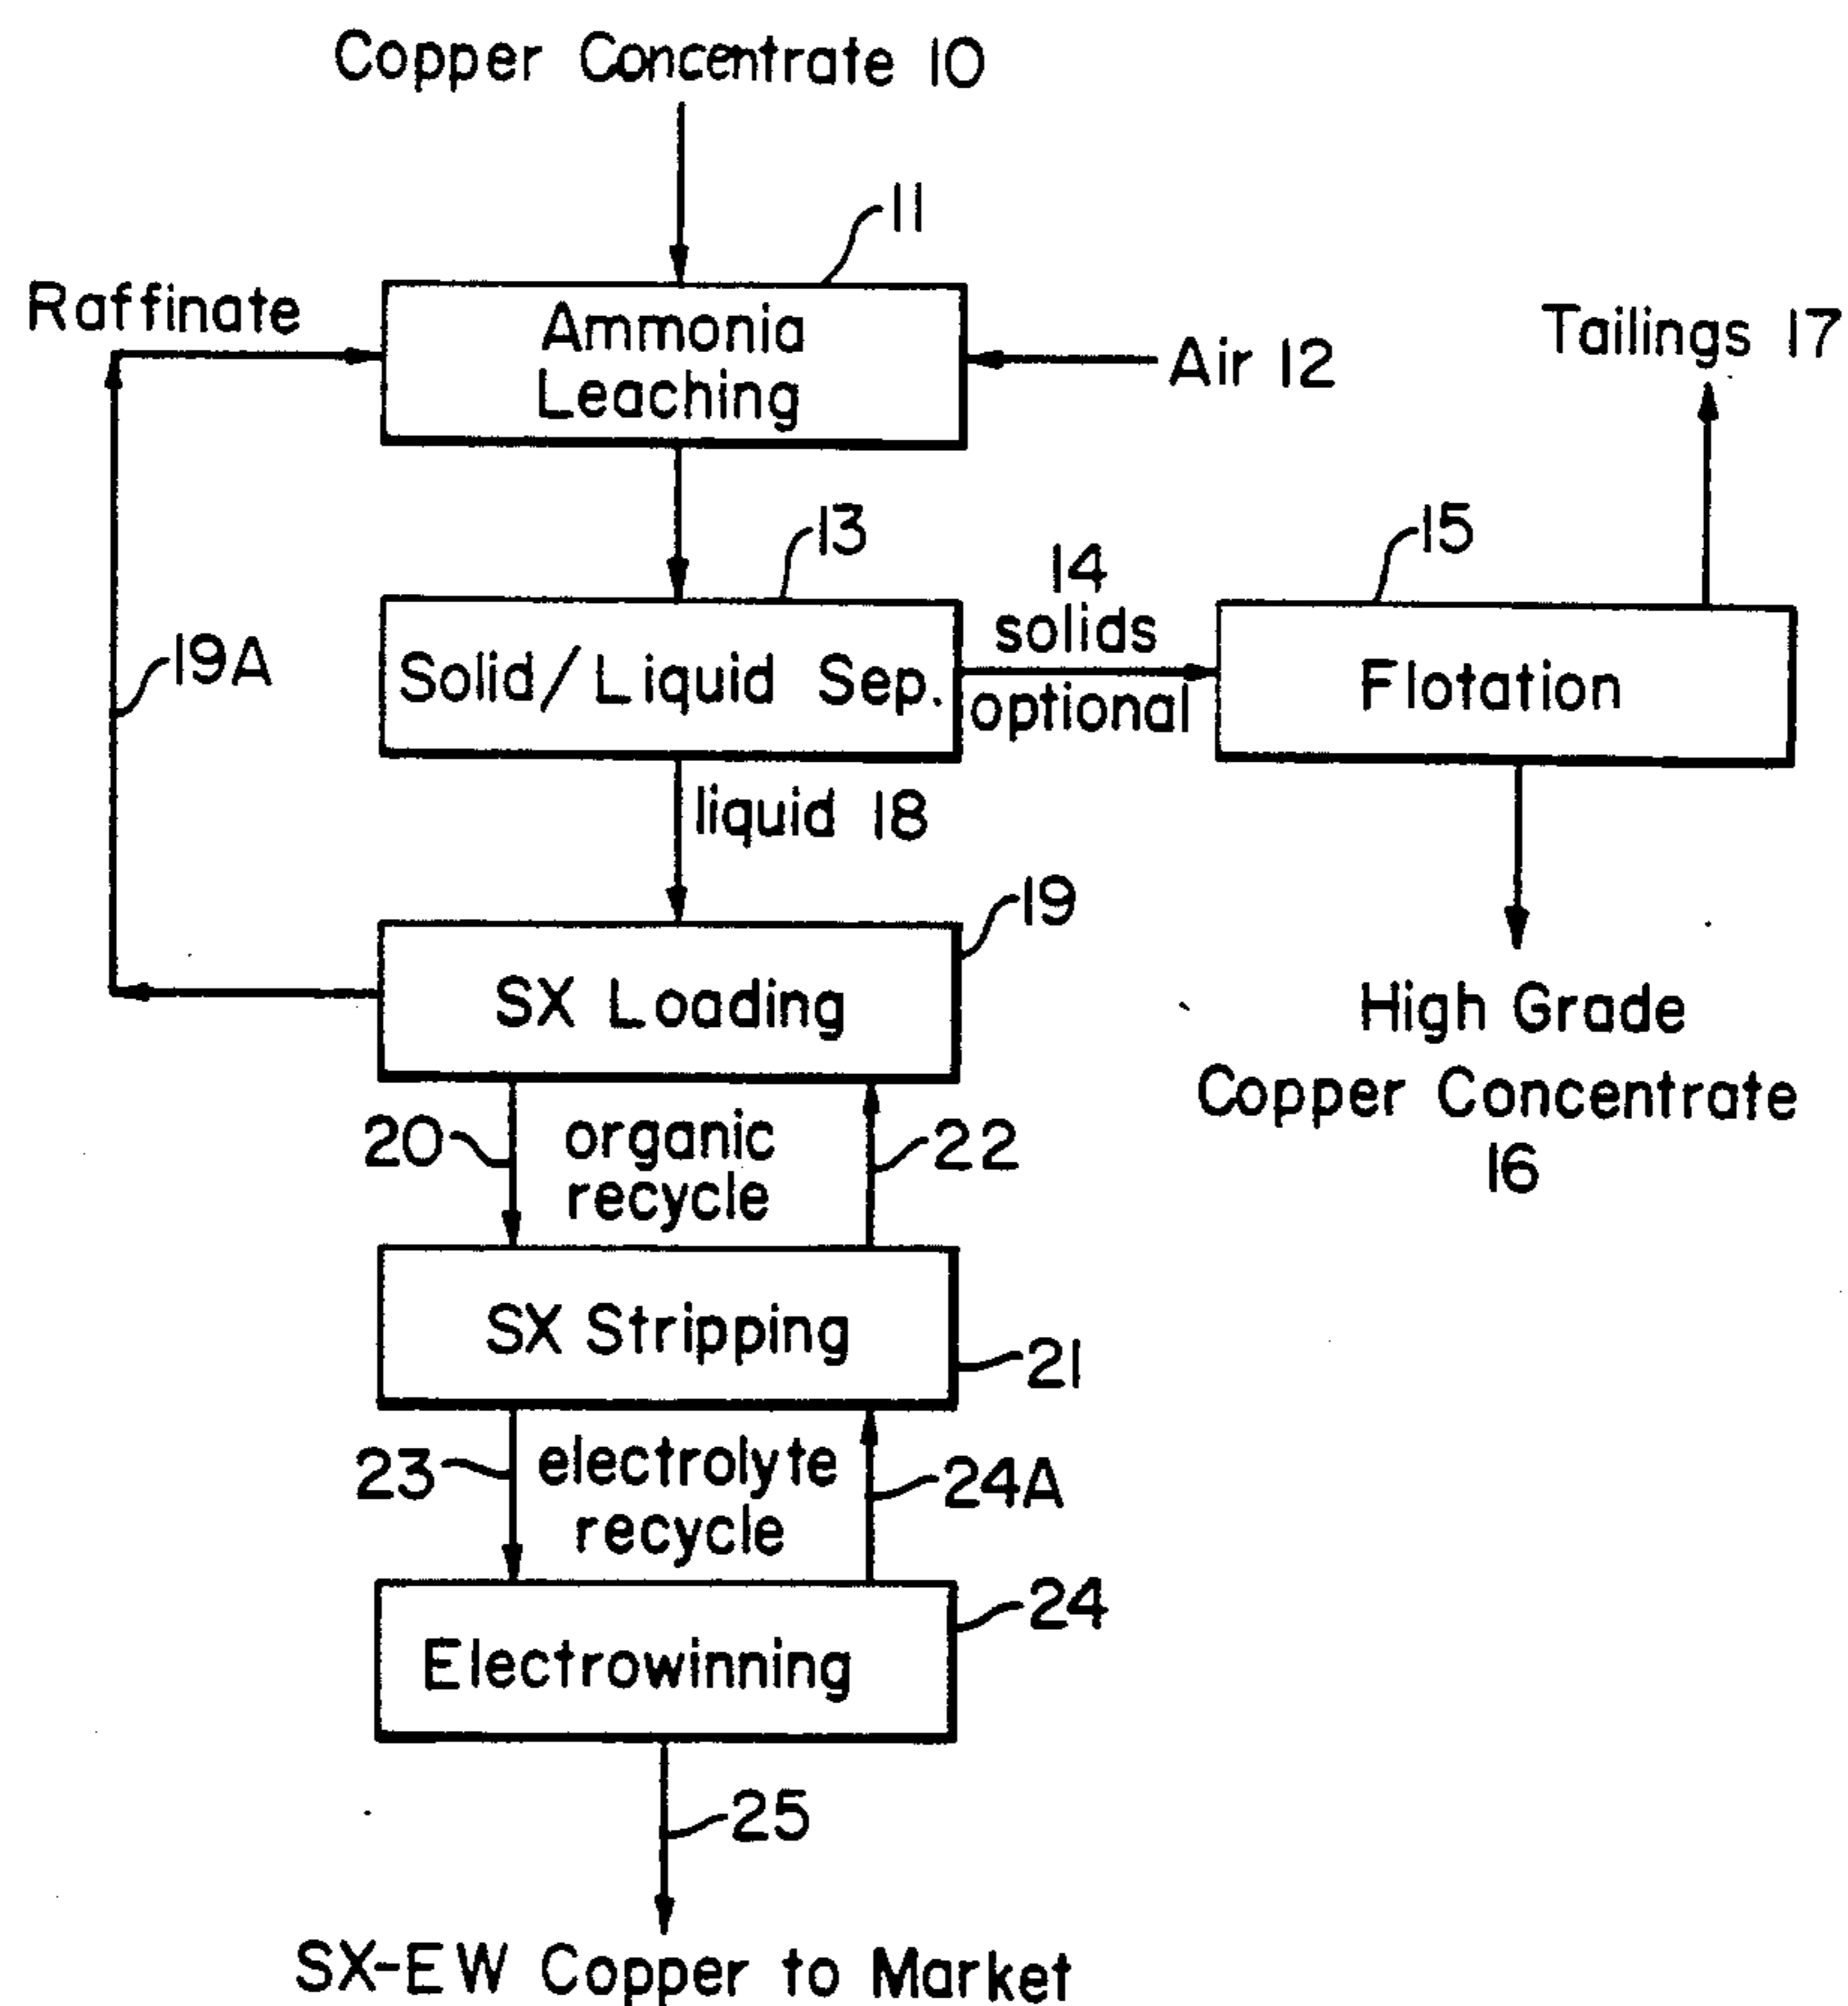 Copper Concentrate 10
11
Raffinate
Ammonia
Leaching
Air 12
Tailings 17
13
14
15
19A
Solid/Liquid Sep.
solids
optional
Flotation
liquid 18
19
SX Loading
High Grade
Copper Concentrate
16
20
organic
recycle
22
SX Stripping
21
23
electrolyte
recycle
24A
24
Electrowinning
25
SX-EW Copper to Market